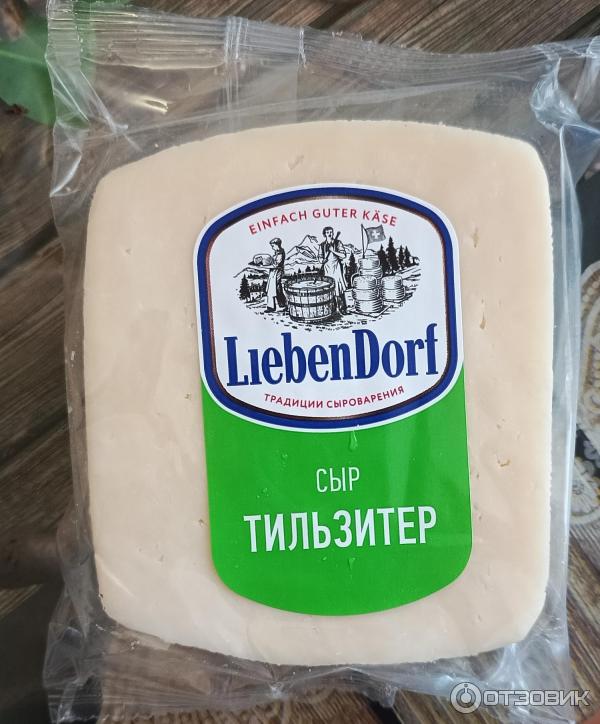 EINFACH GUTER KÄSE
LIEBENDORF
ТРАДИЦИИ СЫРОВАРЕНИЯ
СЫР
ТИЛЬЗИТЕР
ОТЗОВИК